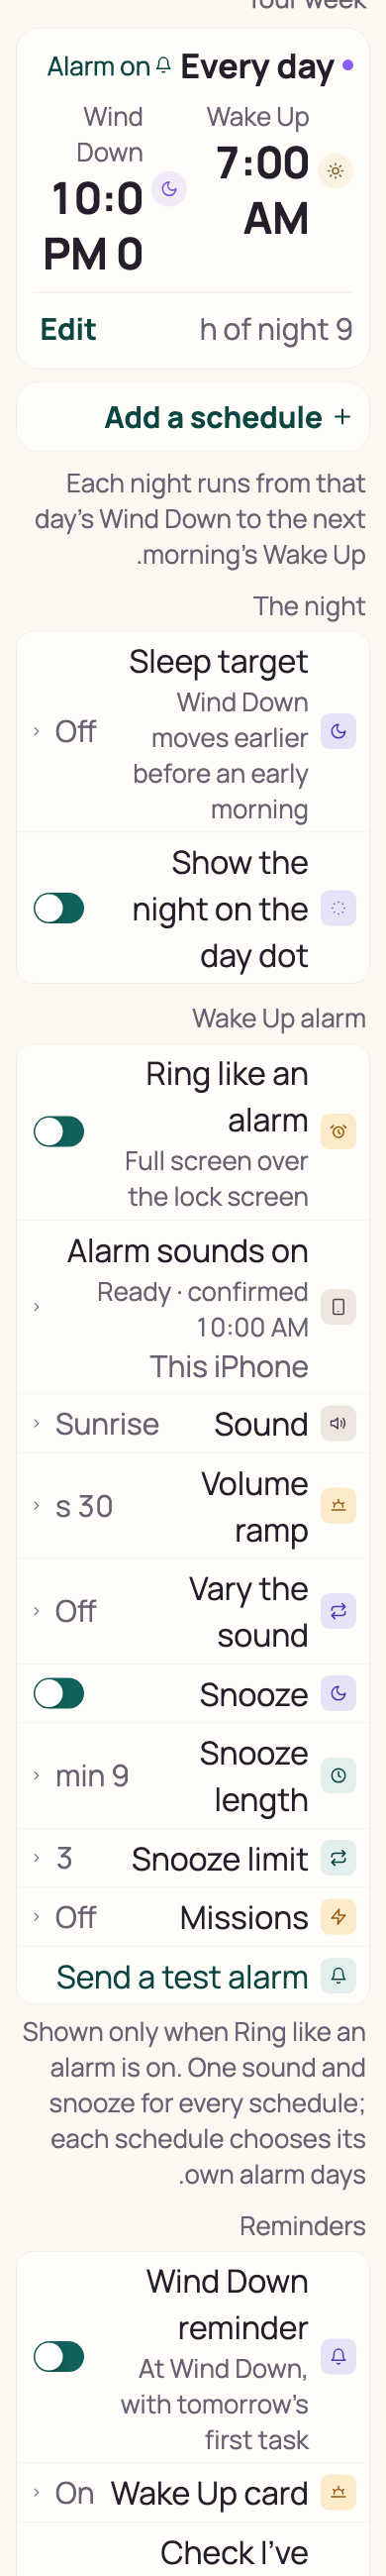 Your week
Every day
Alarm on
Wake Up
7:00
AM
Wind
Down
10:0
PM 0
h of night 9
Edit
Add a schedule
Each night runs from that
day's Wind Down to the next
.morning's Wake Up
The night
Sleep target
Wind Down
moves earlier
before an early
morning
Off
Show the
night on the
day dot
Wake Up alarm
Ring like an
alarm
Full screen over
the lock screen
Alarm sounds on
Ready · confirmed
10:00 AM
This iPhone
Sound
Sunrise
Volume
ramp
s 30
Vary the
sound
Off
Snooze
Snooze
length
min 9
Snooze limit
3
Missions
Off
Send a test alarm
Shown only when Ring like an
alarm is on. One sound and
snooze for every schedule;
each schedule chooses its
.own alarm days
Reminders
Wind Down
reminder
At Wind Down,
with tomorrow's
first task
Wake Up card
On
Check I've